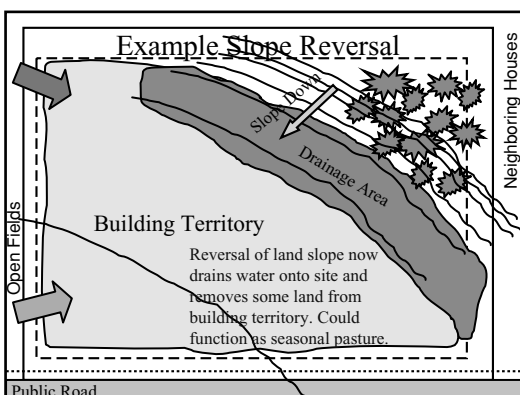 Example Slope Reversal
Neighboring Houses
Slope Down
Drainage Area
Building Territory
Open Fields
Reversal of land slope now
drains water onto site and
removes some land from
building territory. Could
function as seasonal pasture.
Public Road